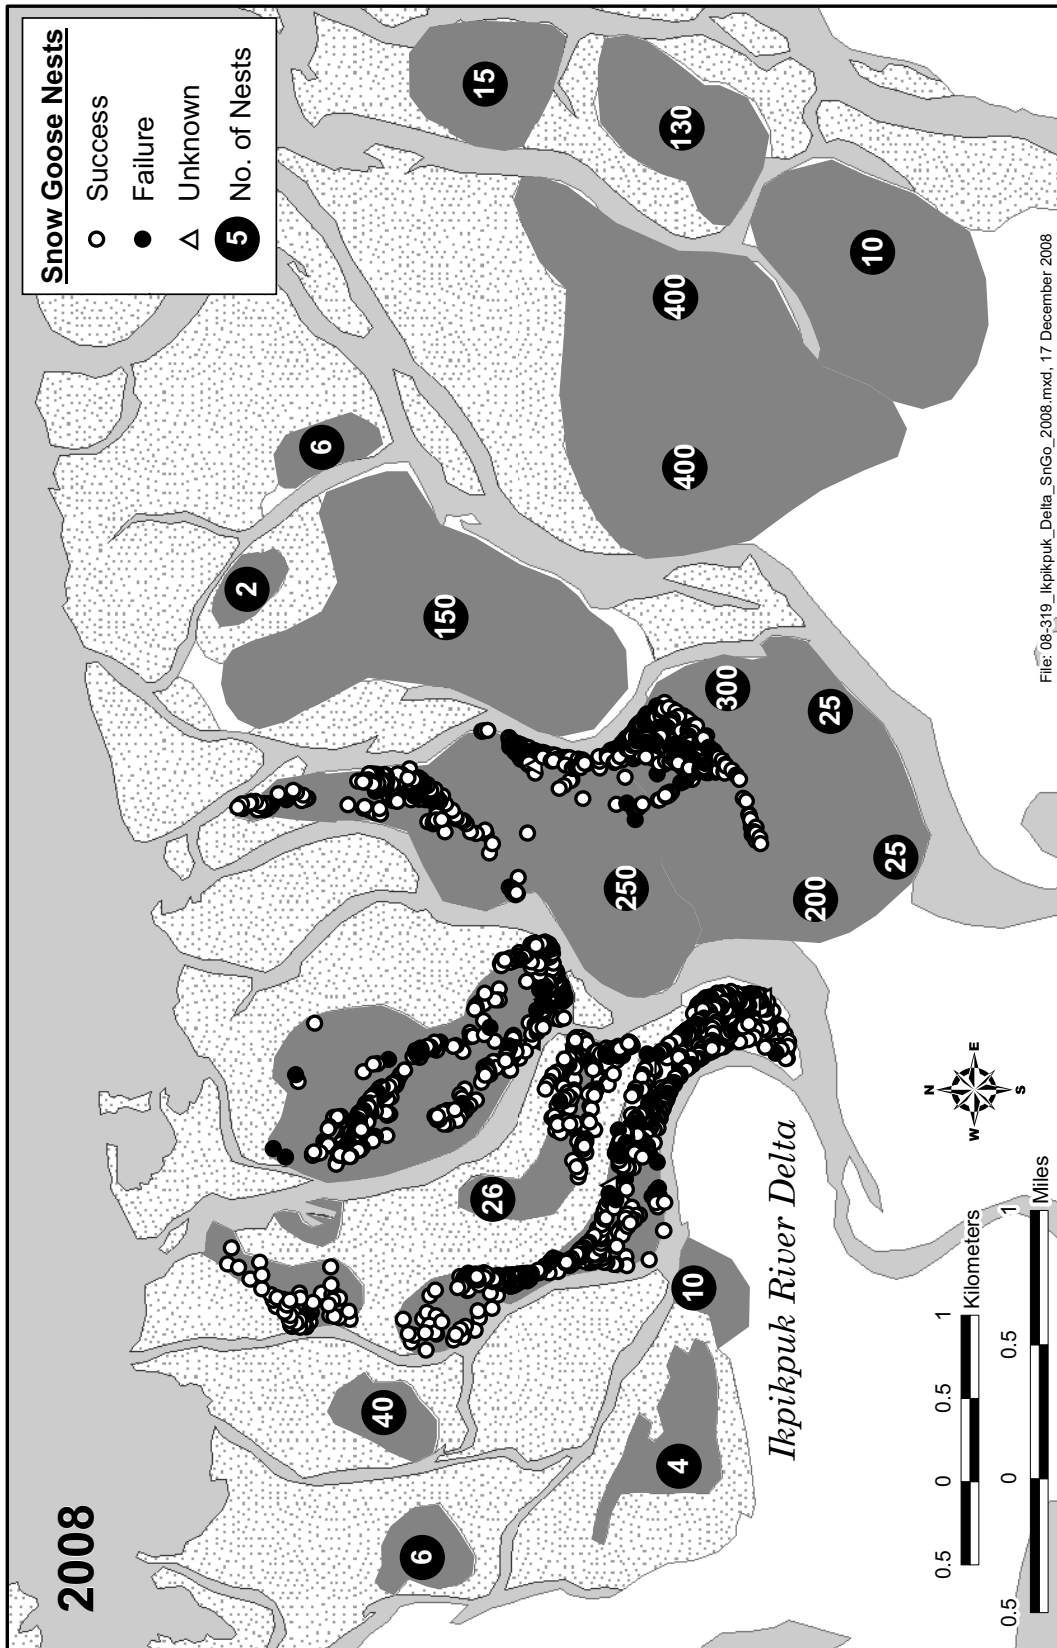 2008
Snow Goose Nests
Success
Failure
Unknown
5 No. of Nests
15
130
10
400
400
6
2
150
300
25
25
200
250
26
10
40
4
6
Ikpikpuk River Delta
N
W E
S
0.5 0 0.5 1
Kilometers
0.5 0 0.5 1
Miles
File: 08-319_Ikpikpuk_Delta_SnGo_2008.mxd, 17 December 2008